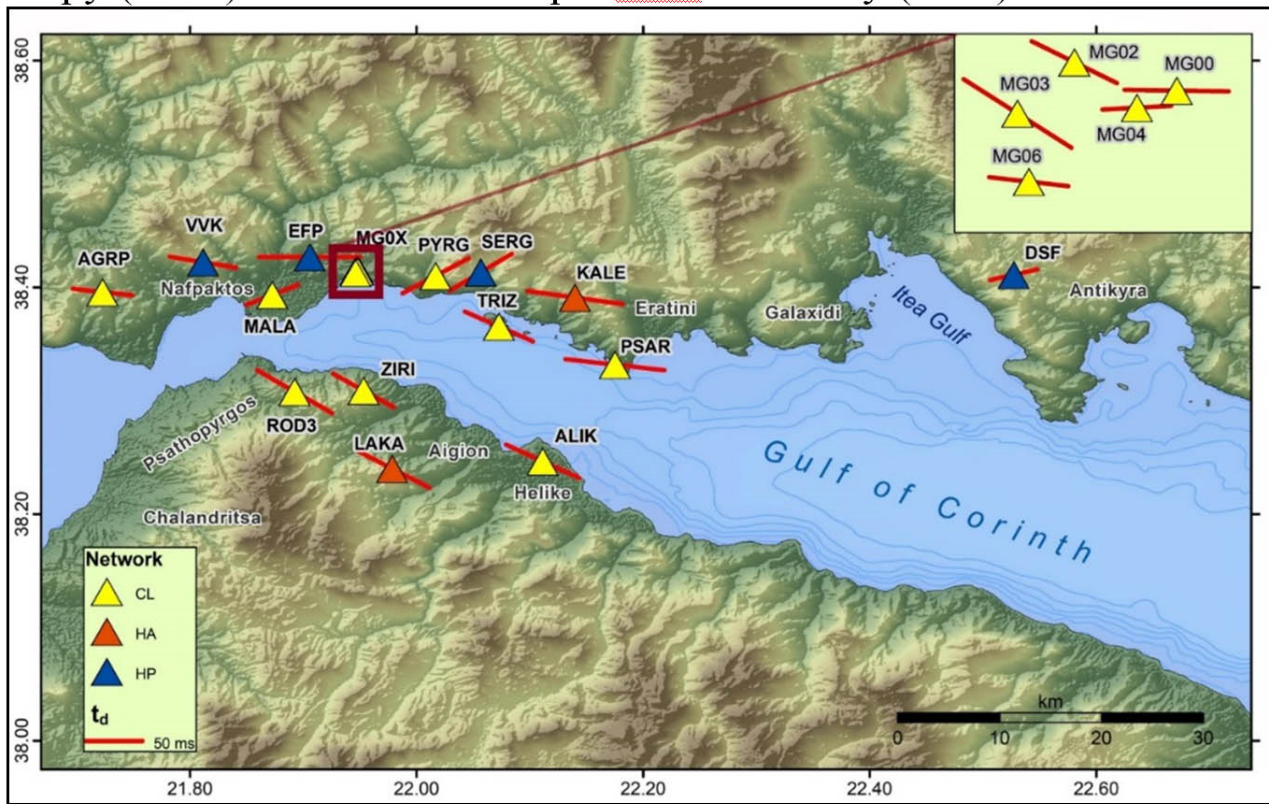 38.60
38.40
38.20
38.00
MG02
MG00
MG03
MG04
MG06
VVK
EFP
MG0X
PYRG
SERG
AGRP
Nafpaktos
MALA
KALE
TRIZ
Eratini
Galaxidi
Itea Gulf
DSF
Antikyra
PSAR
ZIRI
ROD3
Psathopyrgos
LAKA
Aigion
ALIK
Helike
Chalandritsa
Gulf of Corinth
Network
CL
HA
HP
td
50 ms
km
0 10 20 30
21.80 22.00 22.20 22.40 22.60